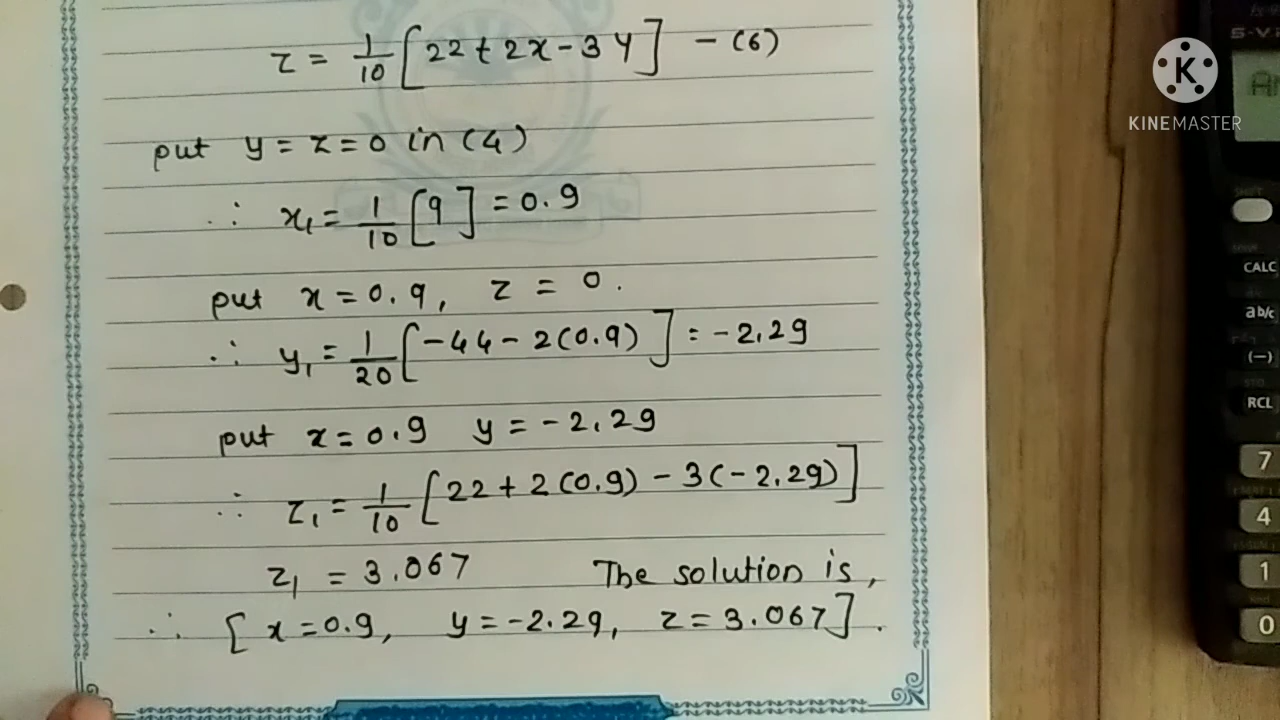 z = 1/10 [22 + 2x - 3y] - (6)
put y = z = 0 in (4)
∴ x₁ = 1/10 [9] = 0.9
put x = 0.9, z = 0.
∴ y₁ = 1/20 [-44 - 2(0.9)] = -2.29
put x = 0.9 y = -2.29
∴ z₁ = 1/10 [22 + 2(0.9) - 3(-2.29)]
z₁ = 3.067 The solution is,
∴ [x = 0.9, y = -2.29, z = 3.067].
KINEMASTER
S-V
CALC
ab/c
(-)
RCL
7
4
1
0